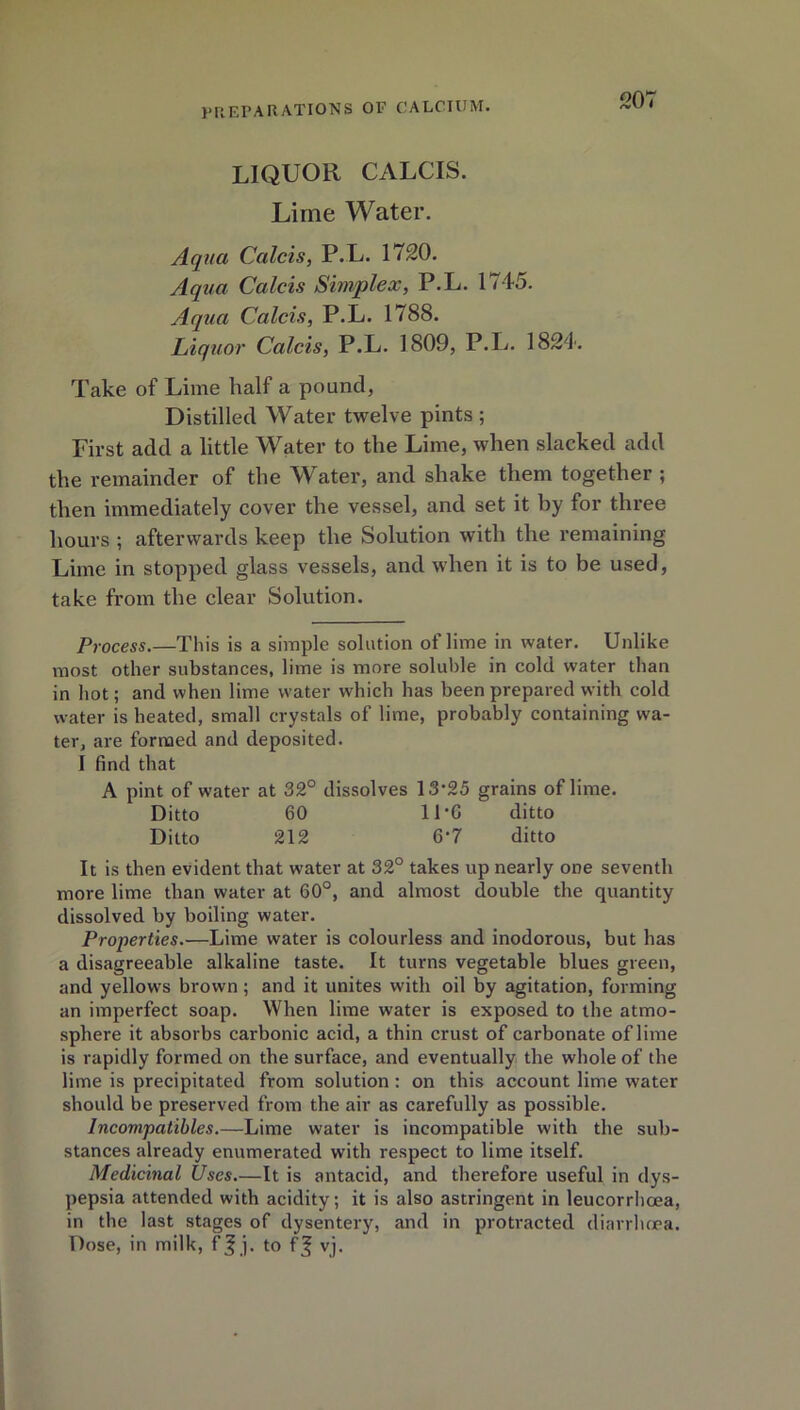 PREPARATIONS OF CALCIUM.
207
LIQUOR CALCIS.
Lime Water.
Aqua Calcis, P.L. 1720.
Aqua Calcis Simplex, P.L. 1745.
Aqua Calcis, P.L. 1788.
Liquor Calcis, P.L. 1809, P.L. 1824.
Take of Lime half a pound,
Distilled Water twelve pints;
First add a little Water to the Lime, when slacked add
the remainder of the Water, and shake them together;
then immediately cover the vessel, and set it by for three
hours; afterwards keep the Solution with the remaining
Lime in stopped glass vessels, and when it is to be used,
take from the clear Solution.
Process.—This is a simple solution of lime in water. Unlike
most other substances, lime is more soluble in cold water than
in hot; and when lime water which has been prepared with cold
water is heated, small crystals of lime, probably containing wa-
ter, are formed and deposited.
I find that
A pint of water at 32° dissolves 13·25 grains of lime.
Ditto 60 11·6 ditto
Ditto 212 6·7 ditto
It is then evident that water at 32° takes up nearly one seventh
more lime than water at 60°, and almost double the quantity
dissolved by boiling water.
Properties.—Lime water is colourless and inodorous, but has
a disagreeable alkaline taste. It turns vegetable blues green,
and yellows brown; and it unites with oil by agitation, forming
an imperfect soap. When lime water is exposed to the atmo-
sphere it absorbs carbonic acid, a thin crust of carbonate of lime
is rapidly formed on the surface, and eventually the whole of the
lime is precipitated from solution: on this account lime water
should be preserved from the air as carefully as possible.
Incompatibles.—Lime water is incompatible with the sub-
stances already enumerated with respect to lime itself.
Medicinal Uses.—It is antacid, and therefore useful in dys-
pepsia attended with acidity; it is also astringent in leucorrhœa,
in the last stages of dysentery, and in protracted diarrhœa.
Dose, in milk, f℥j. to f℥ vj.